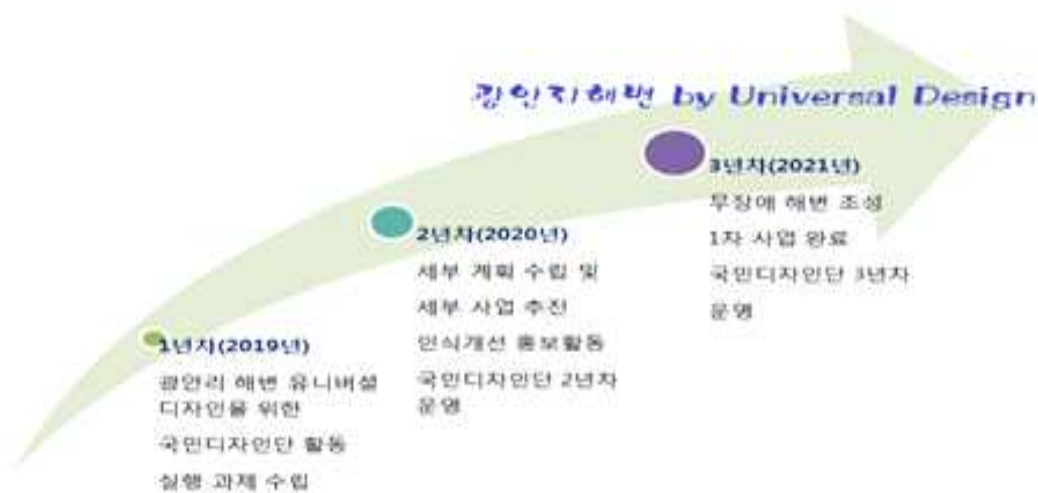 광안리해변 by Universal Design
3년차(2021년)
무장애 해변 조성
1차 사업 완료
국민디자인단 3년차
운영
2년차(2020년)
세부 계획 수립 및
세부 사업 추진
인식개선 홍보활동
국민디자인단 2년차
운영
1년차(2019년)
광안리 해변 유니버셜
디자인을 위한
국민디자인단 활동
실행 과제 수립